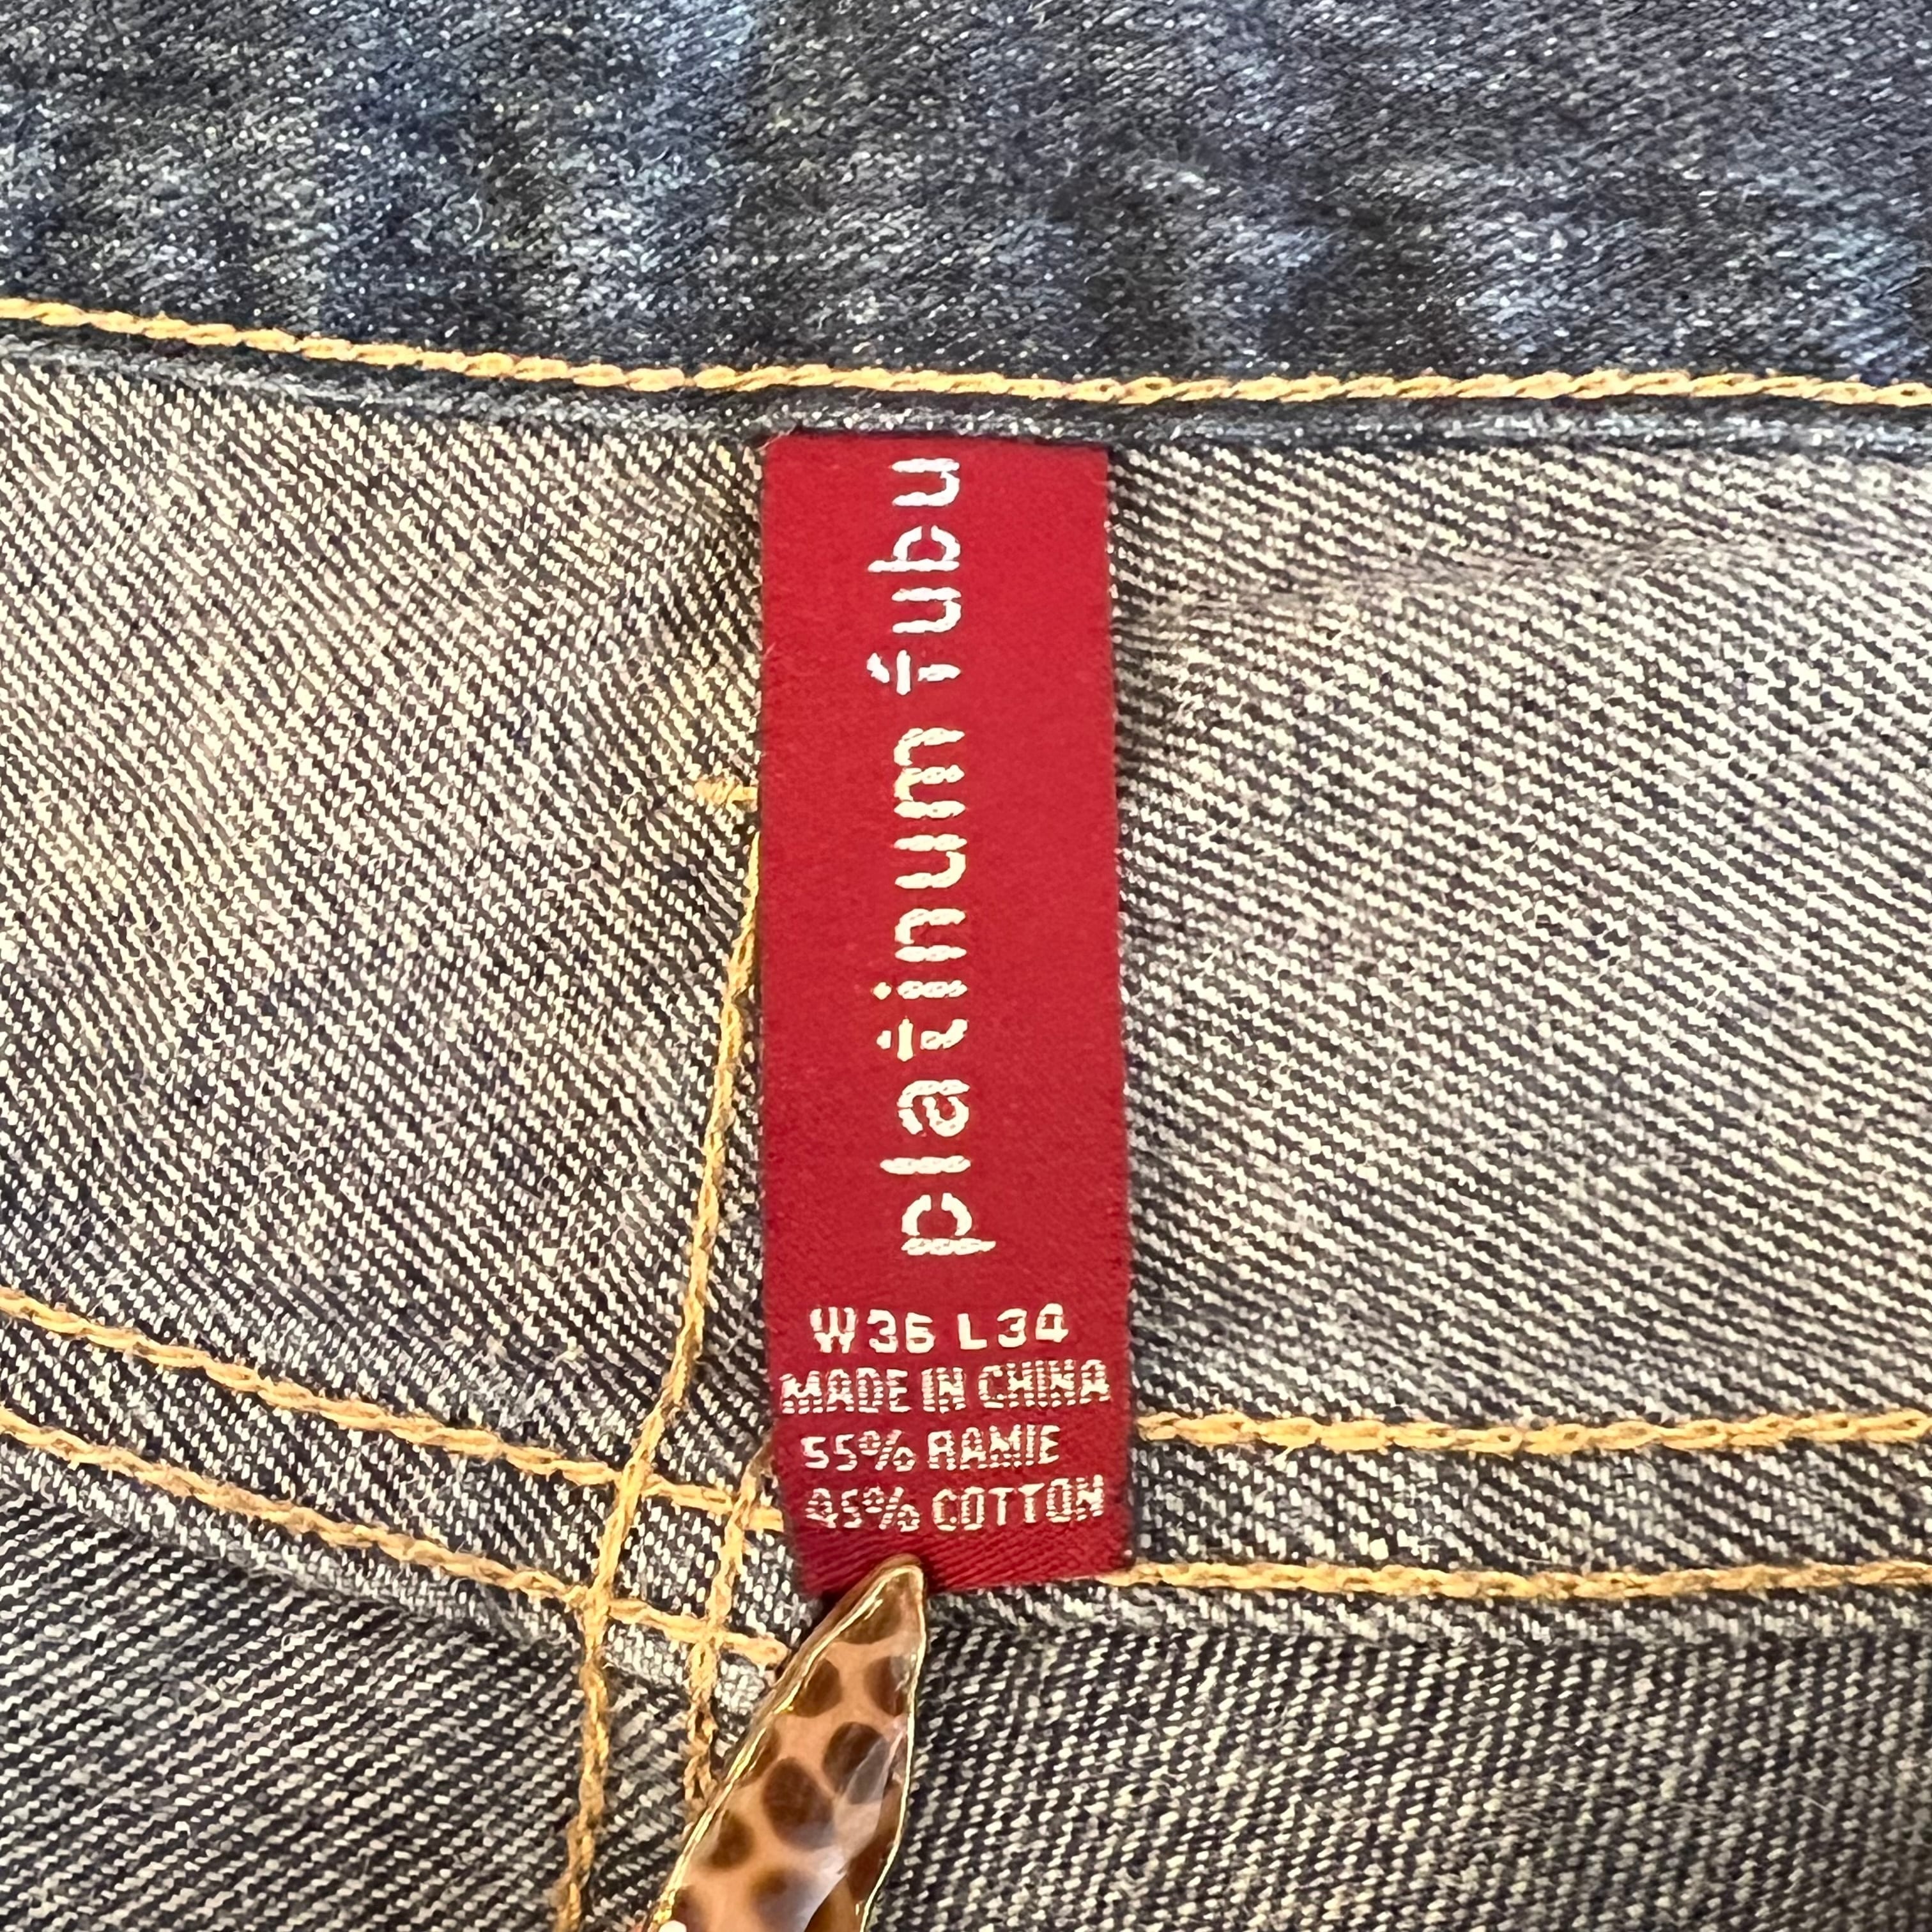 platinum fubu
W36 L34
MADE IN CHINA
55% RAMIE
45% COTTON